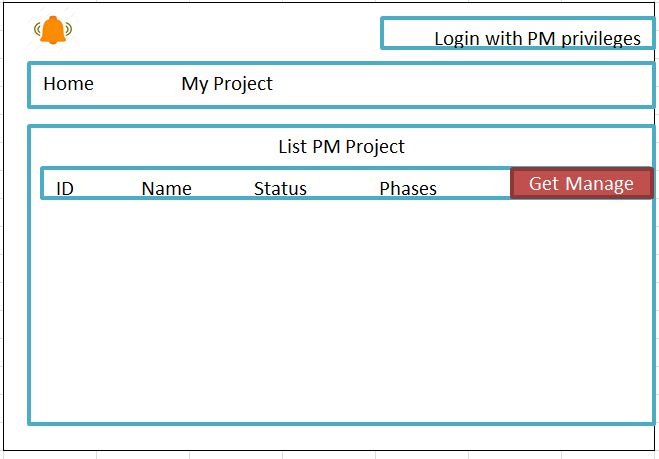 Login with PM privileges
Home My Project
List PM Project
ID Name Status Phases Get Manage